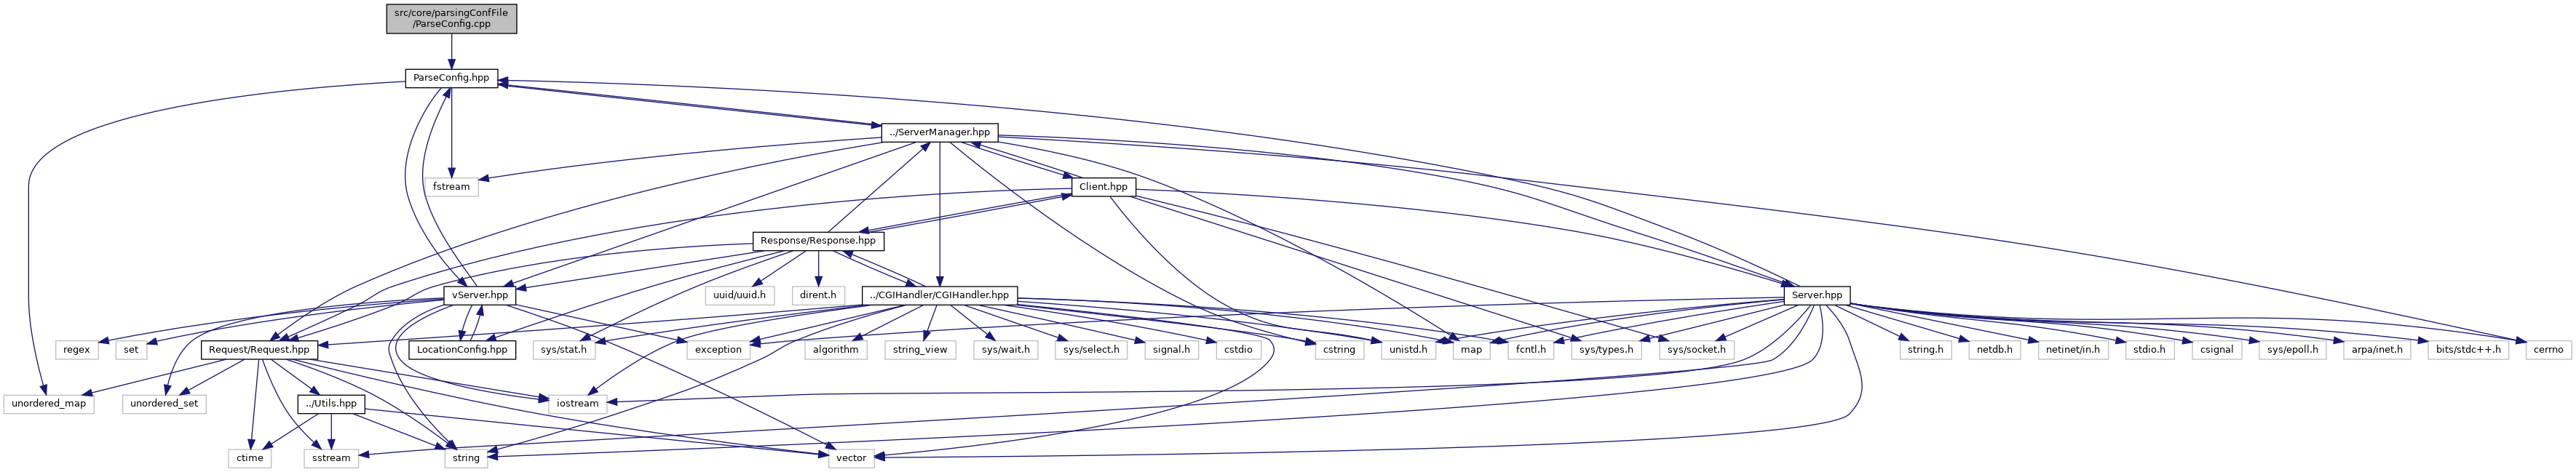 src/core/parsingConfFile
/ParseConfig.cpp
ParseConfig.hpp
../ServerManager.hpp
fstream
Client.hpp
Response/Response.hpp
vServer.hpp
uuid/uuid.h
dirent.h
../CGIHandler/CGIHandler.hpp
Server.hpp
regex
set
Request/Request.hpp
LocationConfig.hpp
sys/stat.h
exception
algorithm
string_view
sys/wait.h
sys/select.h
signal.h
cstdio
cstring
unistd.h
map
fcntl.h
sys/types.h
sys/socket.h
string.h
netdb.h
netinet/in.h
stdio.h
csignal
sys/epoll.h
arpa/inet.h
bits/stdc++.h
cerrno
unordered_map
unordered_set
../Utils.hpp
iostream
ctime
sstream
string
vector